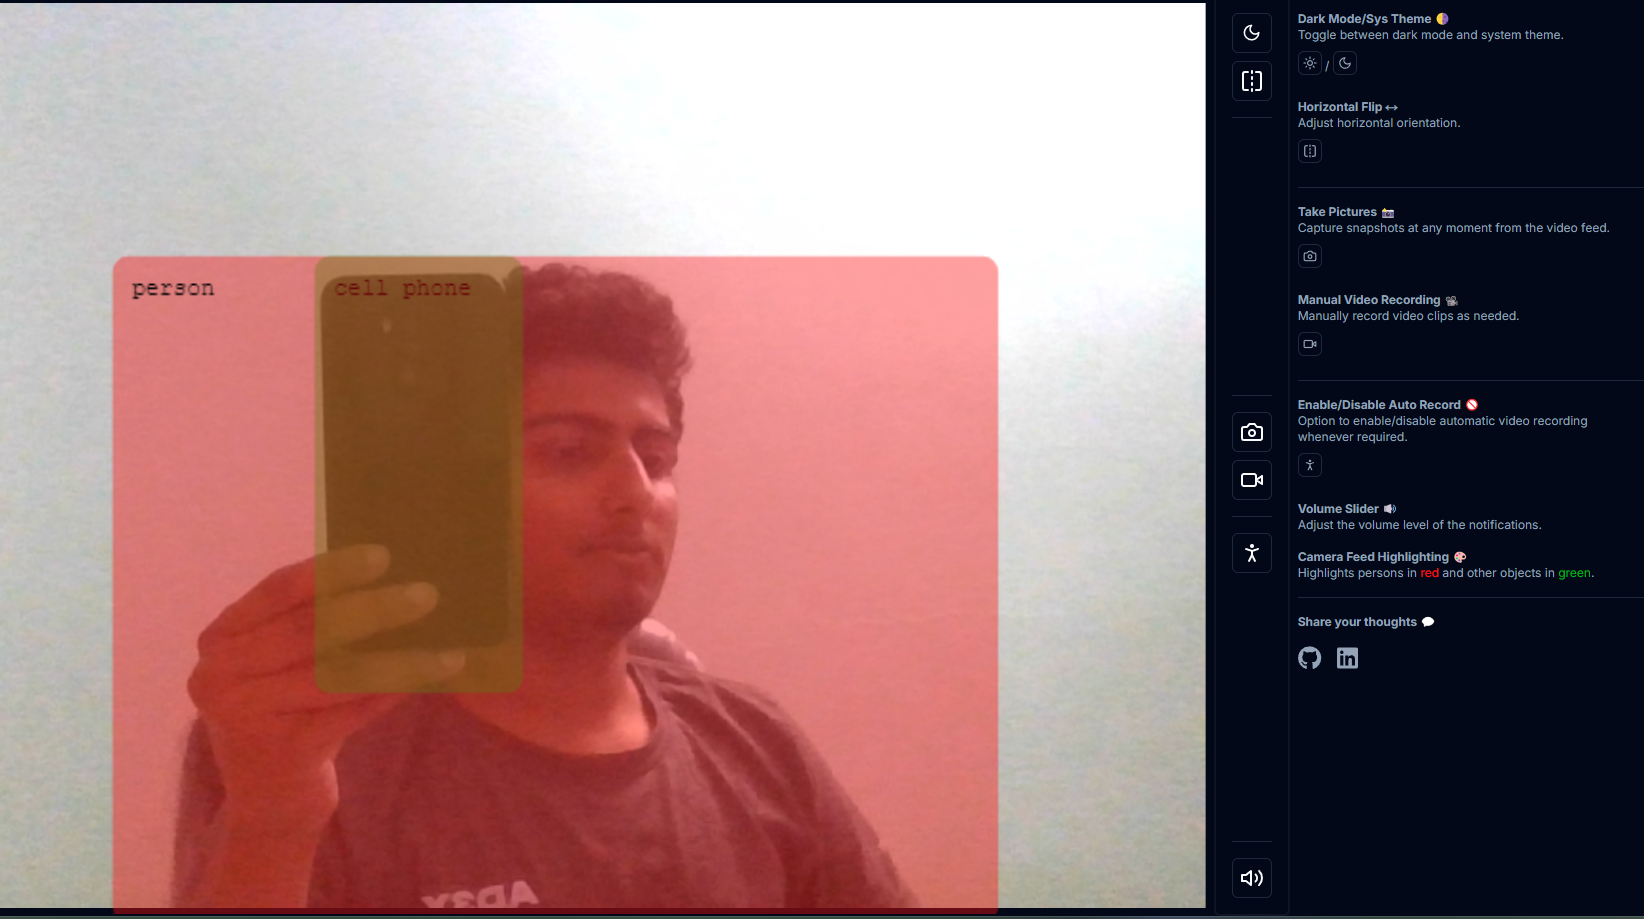 person
cell phone
Dark Mode/Sys Theme 🌗
Toggle between dark mode and system theme.
/
Horizontal Flip ↔️
Adjust horizontal orientation.
Take Pictures 📸
Capture snapshots at any moment from the video feed.
Manual Video Recording 📽️
Manually record video clips as needed.
Enable/Disable Auto Record 🚫
Option to enable/disable automatic video recording
whenever required.
Volume Slider 🔊
Adjust the volume level of the notifications.
Camera Feed Highlighting 🎨
Highlights persons in red and other objects in green.
Share your thoughts 💬
in